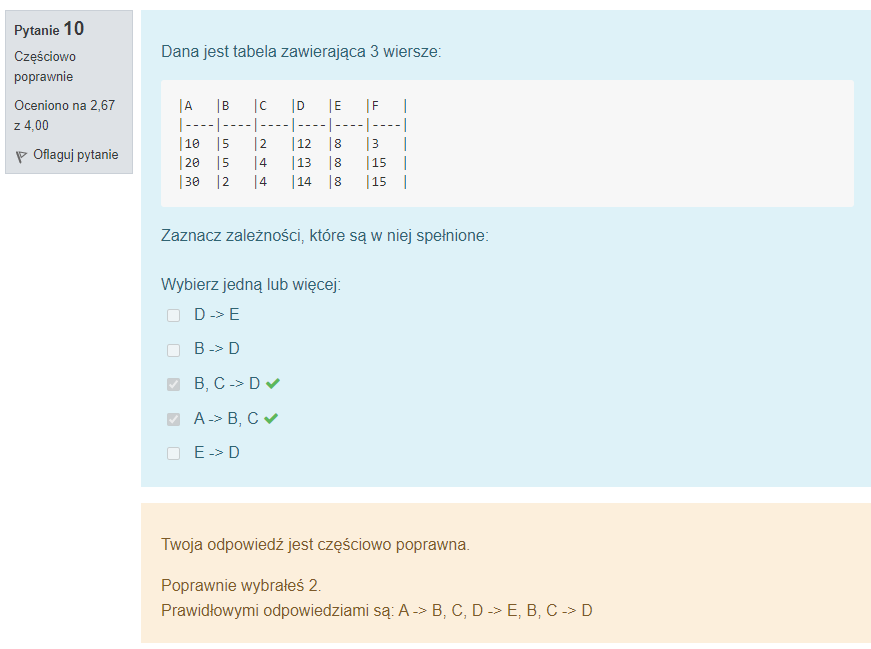 Pytanie 10
Częściowo
poprawnie
Oceniono na 2,67
z 4,00
Oflaguj pytanie
Dana jest tabela zawierająca 3 wiersze:
|A   |B   |C   |D   |E   |F   |
|----|----|----|----|----|----|
|10  |5   |2   |12  |8   |3   |
|20  |5   |4   |13  |8   |15  |
|30  |2   |4   |14  |8   |15  |
Zaznacz zależności, które są w niej spełnione:
Wybierz jedną lub więcej:
D -> E
B -> D
B, C -> D
A -> B, C
E -> D
Twoja odpowiedź jest częściowo poprawna.
Poprawnie wybrałeś 2.
Prawidłowymi odpowiedziami są: A -> B, C, D -> E, B, C -> D